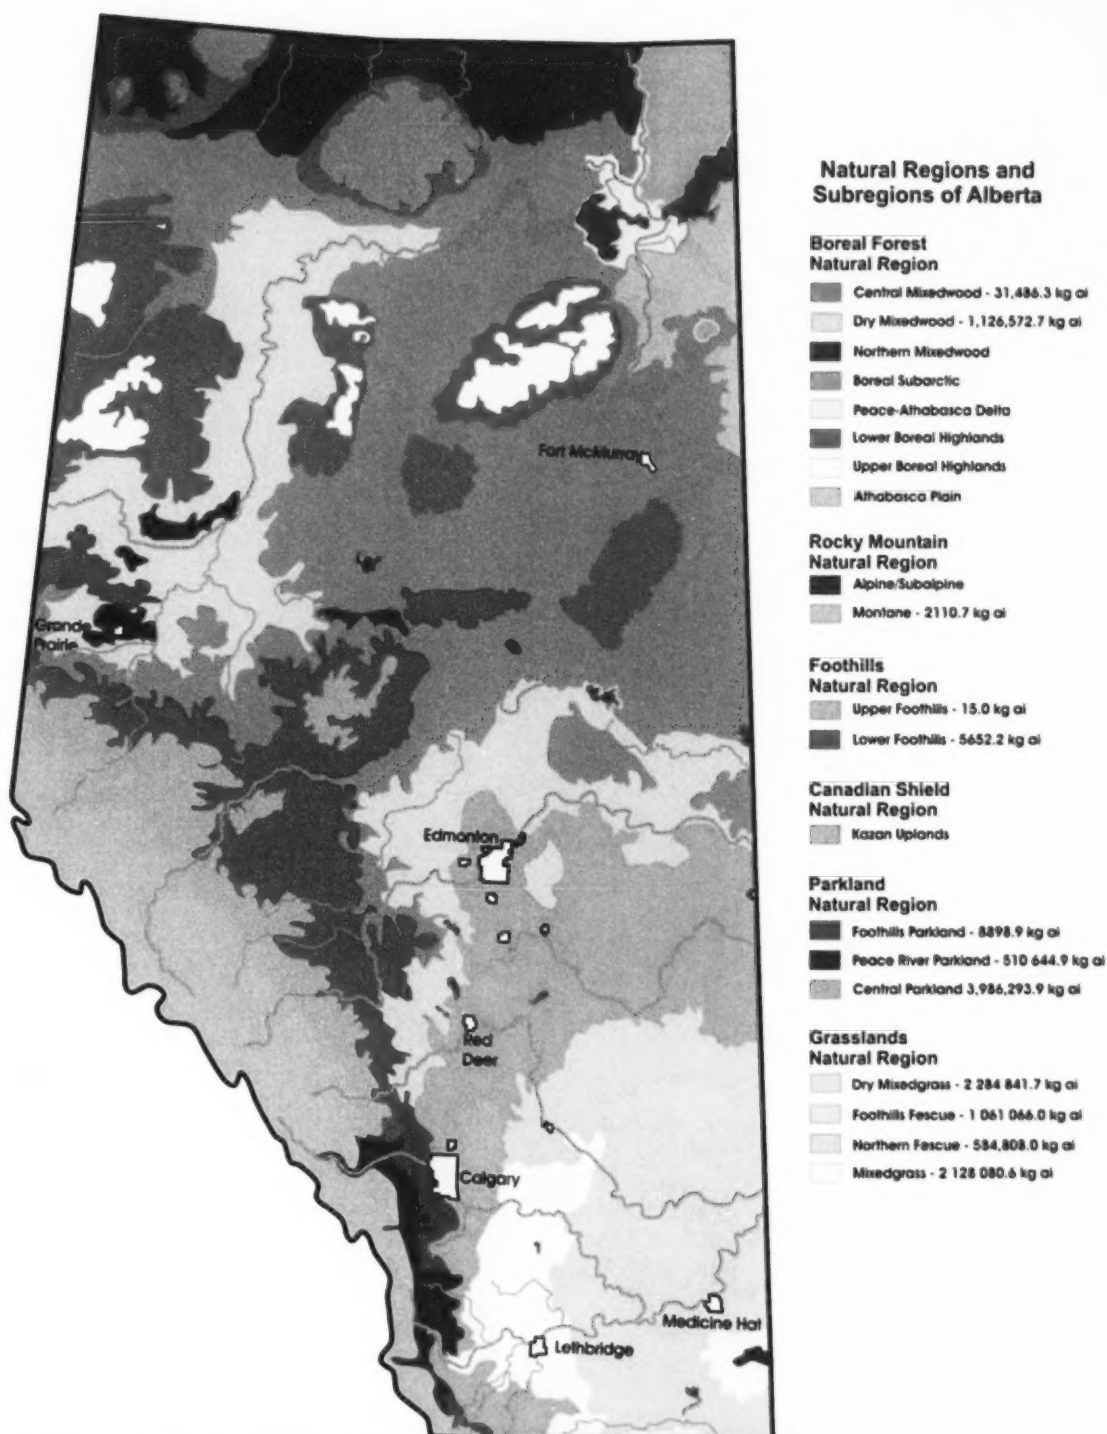 Natural Regions and
Subregions of Alberta
Boreal Forest
Natural Region
Central Mixedwood - 31,486.3 kg ai
Dry Mixedwood - 1,126,572.7 kg ai
Northern Mixedwood
Boreal Subarctic
Peace-Athabasca Delta
Lower Boreal Highlands
Upper Boreal Highlands
Athabasca Plain
Rocky Mountain
Natural Region
Alpine/Subalpine
Montane - 2110.7 kg ai
Foothills
Natural Region
Upper Foothills - 15.0 kg ai
Lower Foothills - 5652.2 kg ai
Canadian Shield
Natural Region
Kazan Uplands
Parkland
Natural Region
Foothills Parkland - 8898.9 kg ai
Peace River Parkland - 510 644.9 kg ai
Central Parkland 3,986,293.9 kg ai
Grasslands
Natural Region
Dry Mixedgrass - 2 284 841.7 kg ai
Foothills Fescue - 1 061 066.0 kg ai
Northern Fescue - 584,808.0 kg ai
Mixedgrass - 2 128 080.6 kg ai
Fort McMurray
Grande
Prairie
Edmonton
Red
Deer
Calgary
Medicine Hat
Lethbridge